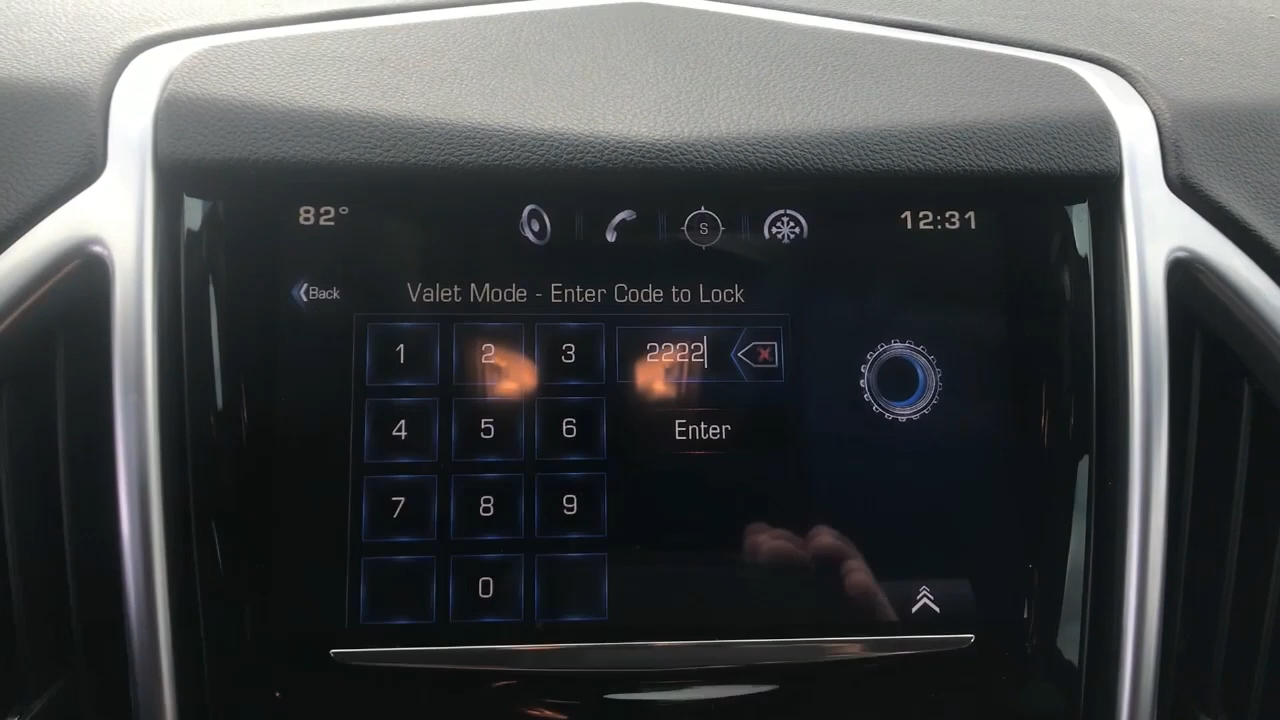 82° S 12:31
Back Valet Mode - Enter Code to Lock
1 2 3 2222
4 5 6 Enter
7 8 9
0